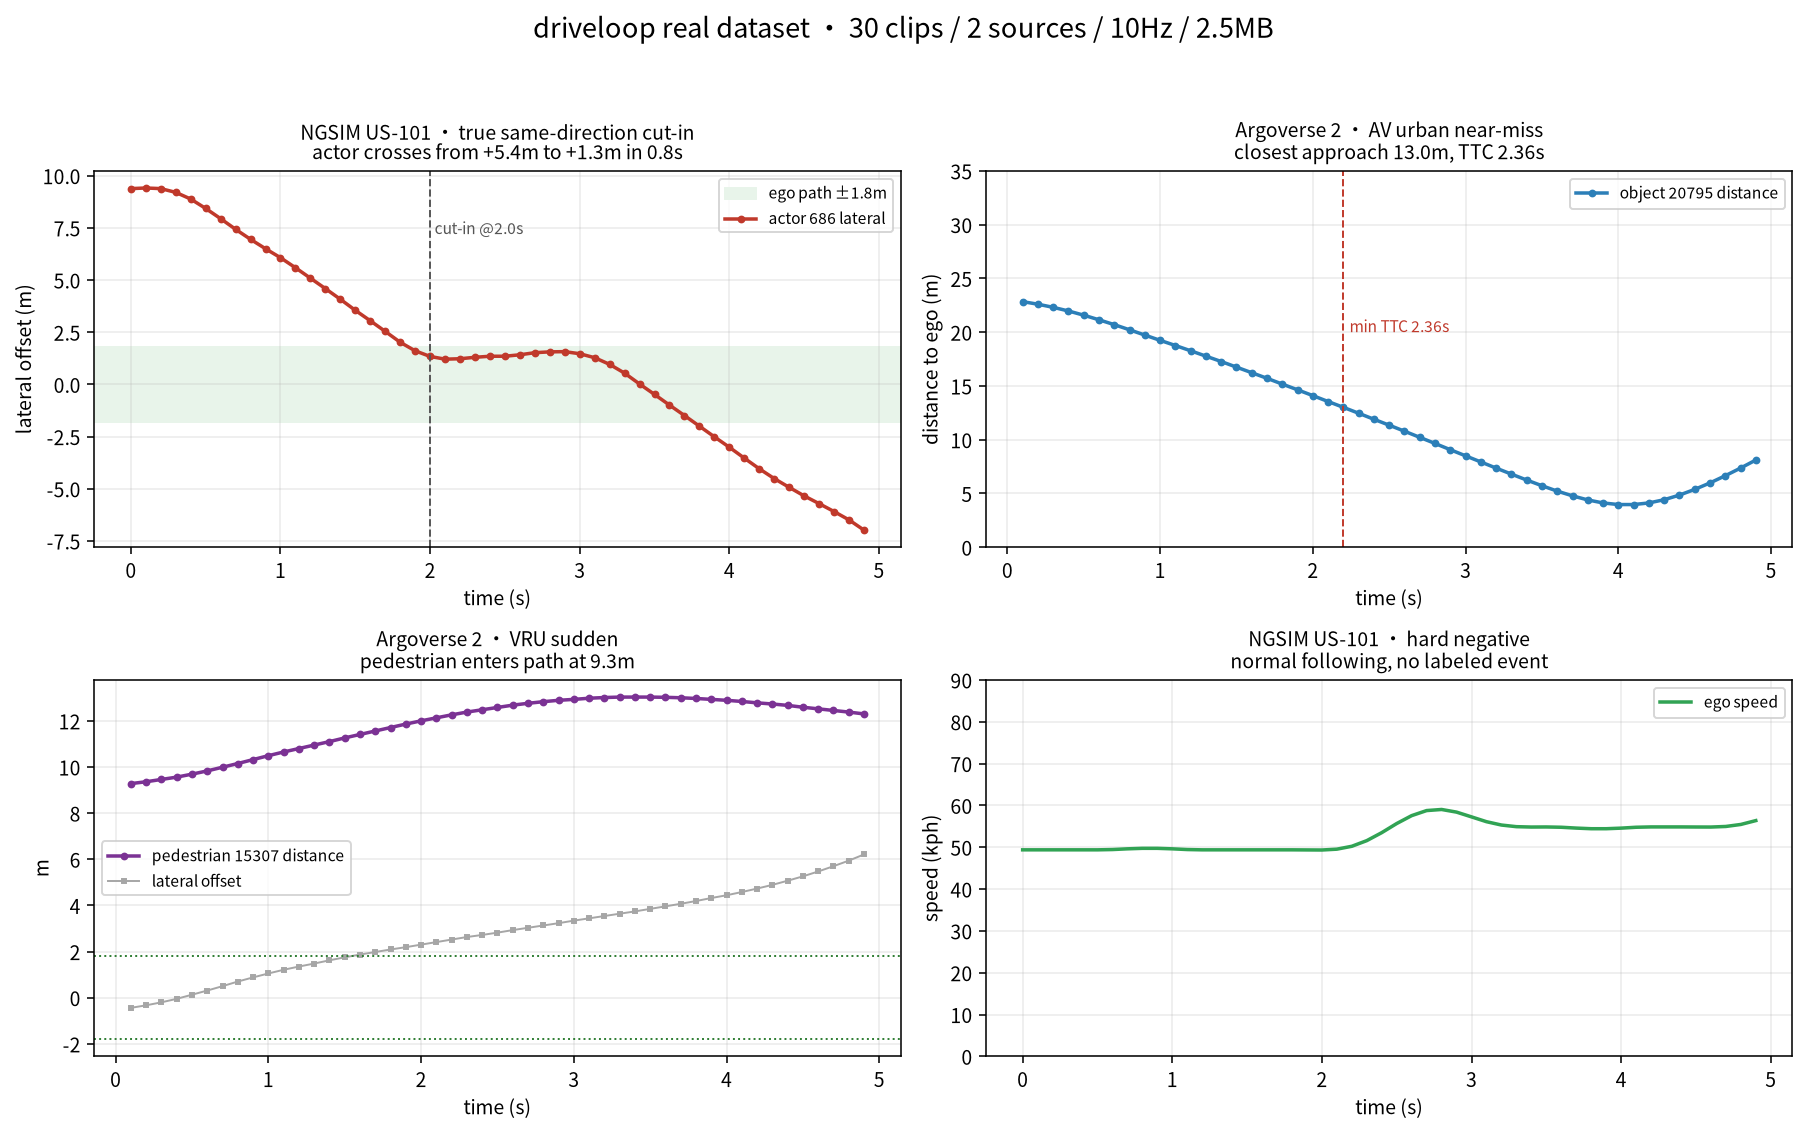 driveloop real dataset • 30 clips / 2 sources / 10Hz / 2.5MB
NGSIM US-101 • true same-direction cut-in
actor crosses from +5.4m to +1.3m in 0.8s
10.0
7.5
5.0
2.5
0.0
-2.5
-5.0
-7.5
lateral offset (m)
ego path ±1.8m
actor 686 lateral
cut-in @2.0s
0 1 2 3 4 5
time (s)
Argoverse 2 • AV urban near-miss
closest approach 13.0m, TTC 2.36s
35
30
25
20
15
10
5
0
distance to ego (m)
object 20795 distance
min TTC 2.36s
0 1 2 3 4 5
time (s)
Argoverse 2 • VRU sudden
pedestrian enters path at 9.3m
12
10
8
6
4
2
0
-2
m
pedestrian 15307 distance
lateral offset
0 1 2 3 4 5
time (s)
NGSIM US-101 • hard negative
normal following, no labeled event
90
80
70
60
50
40
30
20
10
0
speed (kph)
ego speed
0 1 2 3 4 5
time (s)